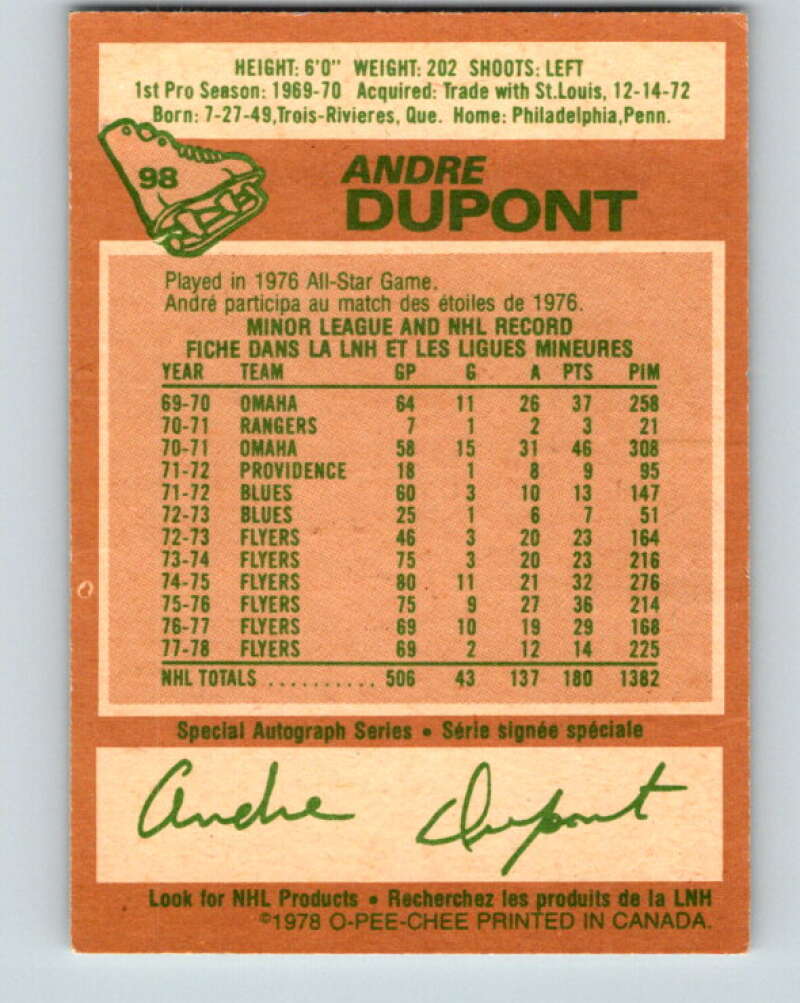 HEIGHT: 6'0" WEIGHT: 202 SHOOTS: LEFT
1st Pro Season: 1969-70 Acquired: Trade with St.Louis, 12-14-72
Born: 7-27-49,Trois-Rivieres, Que. Home: Philadelphia,Penn.
98
ANDRE
DUPONT
Played in 1976 All-Star Game.
André participa au match des étoiles de 1976.
MINOR LEAGUE AND NHL RECORD
FICHE DANS LA LNH ET LES LIGUES MINEURES
YEAR TEAM GP G A PTS PiM
69-70 OMAHA 64 11 26 37 258
70-71 RANGERS 7 1 2 3 21
70-71 OMAHA 58 15 31 46 308
71-72 PROVIDENCE 18 1 8 9 95
71-72 BLUES 60 3 10 13 147
72-73 BLUES 25 1 6 7 51
72-73 FLYERS 46 3 20 23 164
73-74 FLYERS 75 3 20 23 216
74-75 FLYERS 80 11 21 32 276
75-76 FLYERS 75 9 27 36 214
76-77 FLYERS 69 10 19 29 168
77-78 FLYERS 69 2 12 14 225
NHL TOTALS .......... 506 43 137 180 1382
Special Autograph Series • Série signée spéciale
Andre Dupont
Look for NHL Products • Recherchez les produits de la LNH
©1978 O-PEE-CHEE PRINTED IN CANADA.